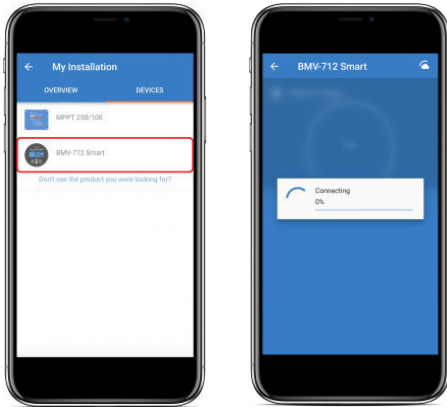 My Installation
OVERVIEW
DEVICES
MPPT 250/100
BMV-712 Smart
Don't see the product you were looking for?
BMV-712 Smart
Connecting
0%